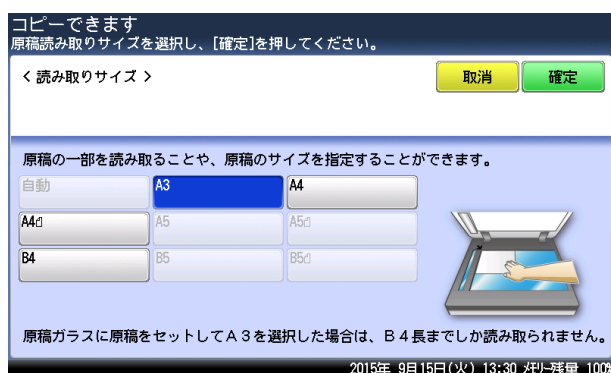 コピーできます
原稿読み取りサイズを選択し、[確定]を押してください。
< 読み取りサイズ >
取消
確定
原稿の一部を読み取ることや、原稿のサイズを指定することができます。
自動
A3
A4
A4
A5
A5
B4
B5
B5
原稿ガラスに原稿をセットしてA3を選択した場合は、B4長までしか読み取られません。
2015年 9月15日(火) 13:30 メモリー残量 100%